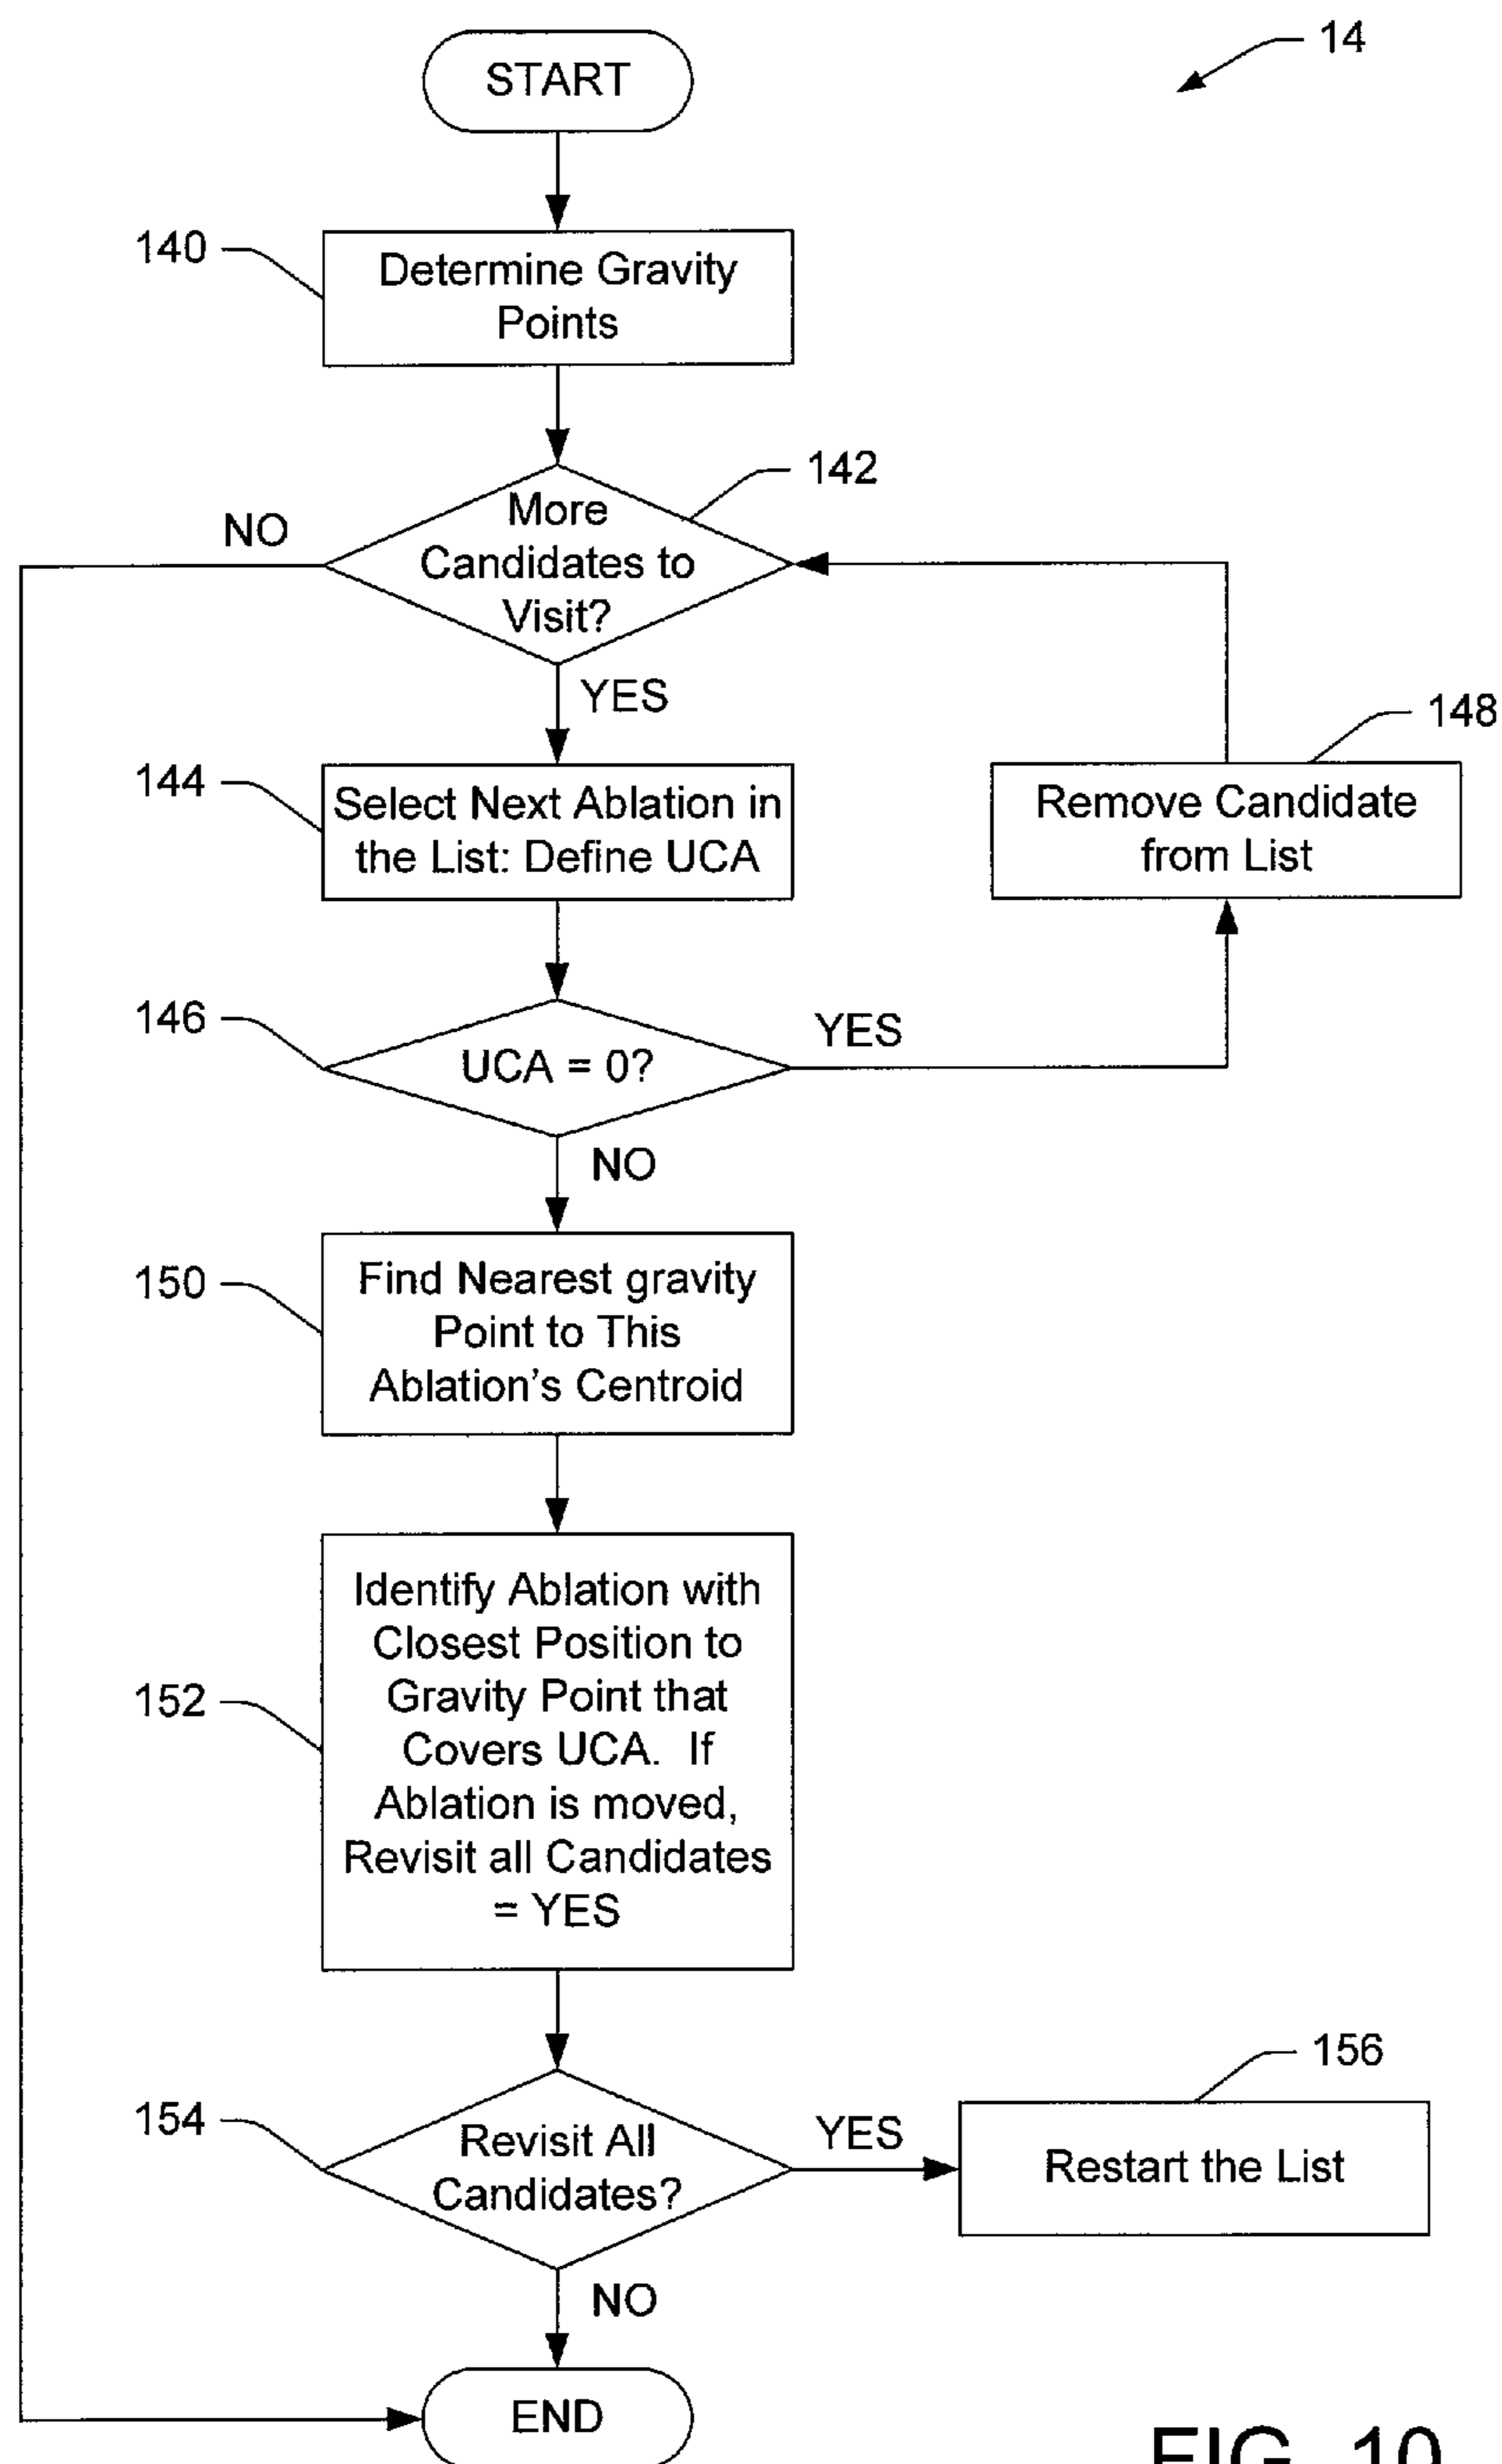 14
START
140
Determine Gravity
Points
142
More
Candidates to
Visit?
NO
YES
148
144
Select Next Ablation in
the List: Define UCA
Remove Candidate
from List
146
UCA = 0?
YES
NO
150
Find Nearest gravity
Point to This
Ablation's Centroid
152
Identify Ablation with
Closest Position to
Gravity Point that
Covers UCA. If
Ablation is moved,
Revisit all Candidates
= YES
156
154
Revisit All
Candidates?
YES
Restart the List
NO
END
FIG. 10